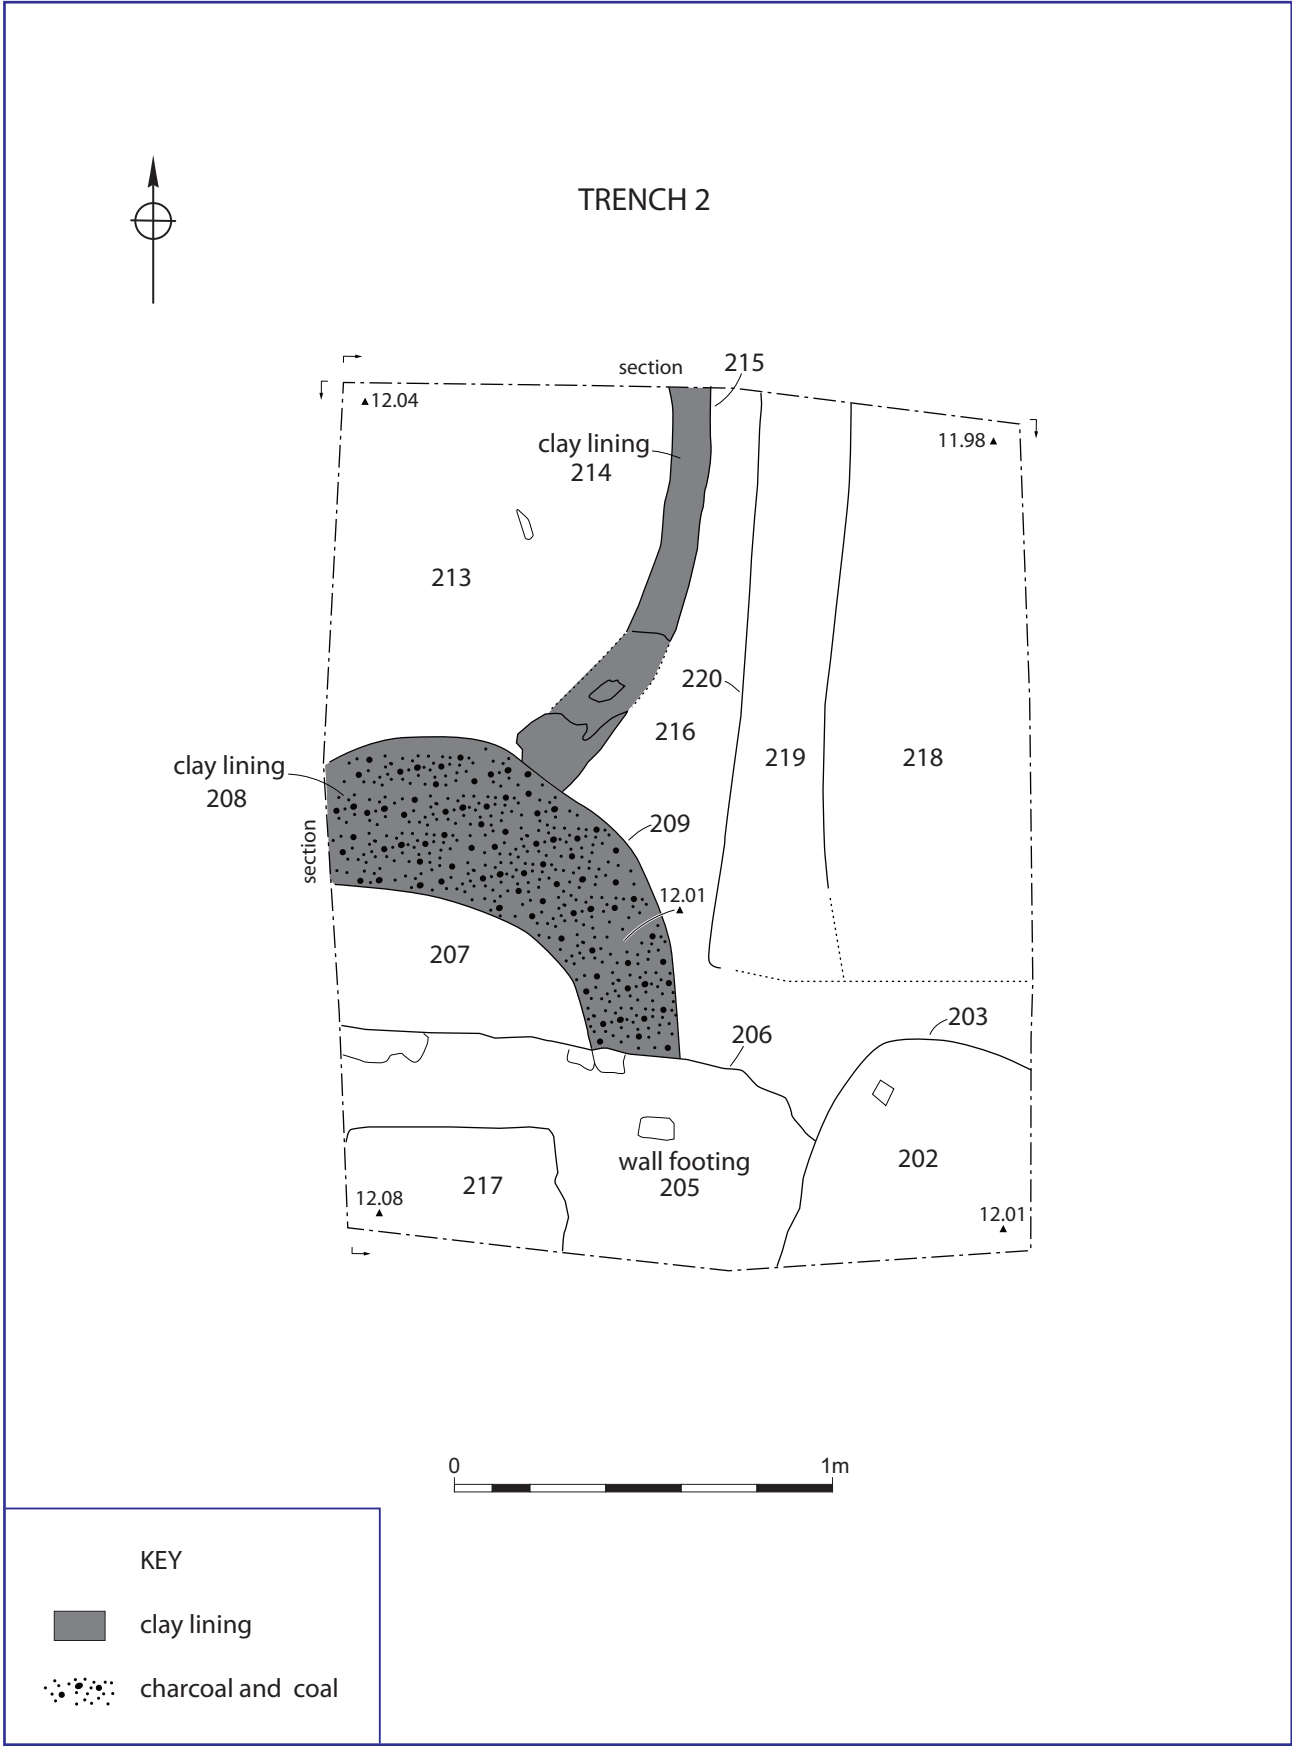 TRENCH 2
section
215
12.04
11.98
clay lining
214
213
220
216
219
218
clay lining
208
section
209
12.01
207
203
206
wall footing
205
202
217
12.08
12.01
0
1m
KEY
clay lining
charcoal and coal